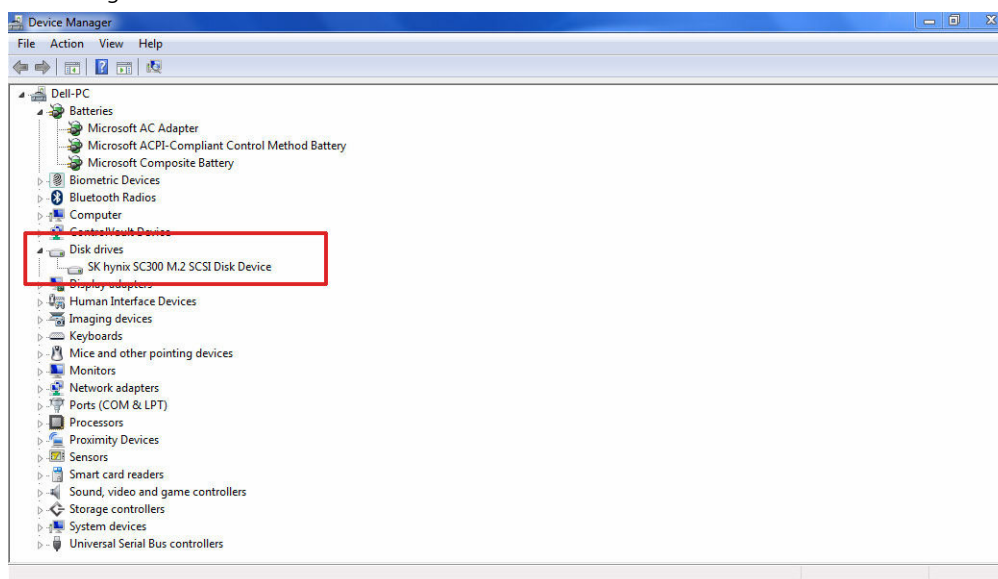 Device Manager
File Action View Help
Dell-PC
Batteries
Microsoft AC Adapter
Microsoft ACPI-Compliant Control Method Battery
Microsoft Composite Battery
Biometric Devices
Bluetooth Radios
Computer
ControlVault Device
Disk drives
SK hynix SC300 M.2 SCSI Disk Device
Display adapters
Human Interface Devices
Imaging devices
Keyboards
Mice and other pointing devices
Monitors
Network adapters
Ports (COM & LPT)
Processors
Proximity Devices
Sensors
Smart card readers
Sound, video and game controllers
Storage controllers
System devices
Universal Serial Bus controllers